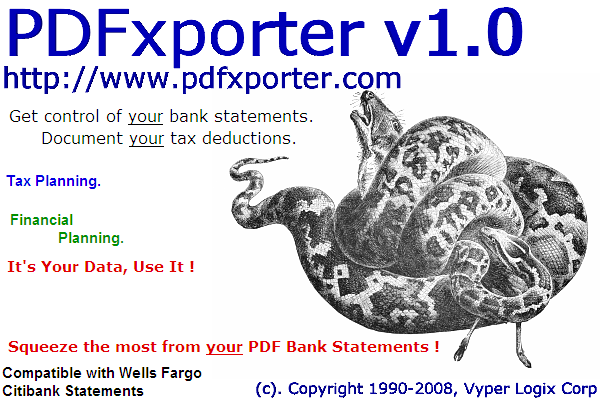 PDFxporter v1.0
http://www.pdfxporter.com
Get control of your bank statements.
Document your tax deductions.
Tax Planning.
Financial
Planning.
It's Your Data, Use It !
Squeeze the most from your PDF Bank Statements !
Compatible with Wells Fargo
Citibank Statements
(c). Copyright 1990-2008, Vyper Logix Corp